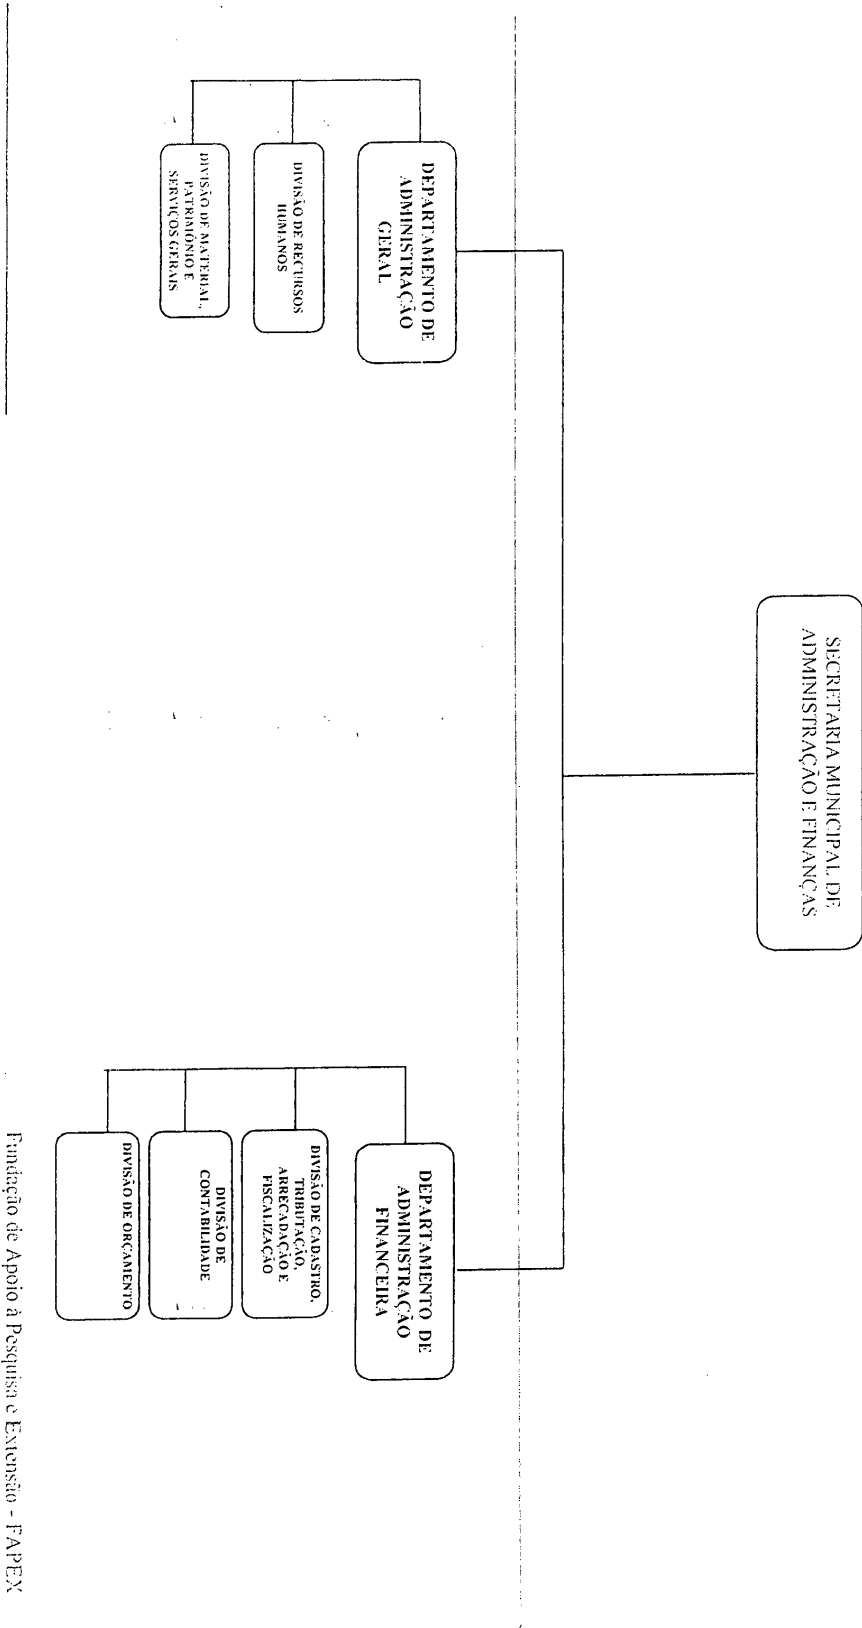 SECRETARIA MUNICIPAL DE
ADMINISTRAÇÃO E FINANÇAS
DEPARTAMENTO DE
ADMINISTRAÇÃO
GERAL
DIVISÃO DE RECURSOS
HUMANOS
DIVISÃO DE MATERIAL,
PATRIMÔNIO E
SERVIÇOS GERAIS
DEPARTAMENTO DE
ADMINISTRAÇÃO
FINANCEIRA
DIVISÃO DE CADASTRO,
TRIBUTAÇÃO,
ARRECADAÇÃO E
FISCALIZAÇÃO
DIVISÃO DE
CONTABILIDADE
DIVISÃO DE ORÇAMENTO
Fundação de Apoio à Pesquisa e Extensão - FAPEX